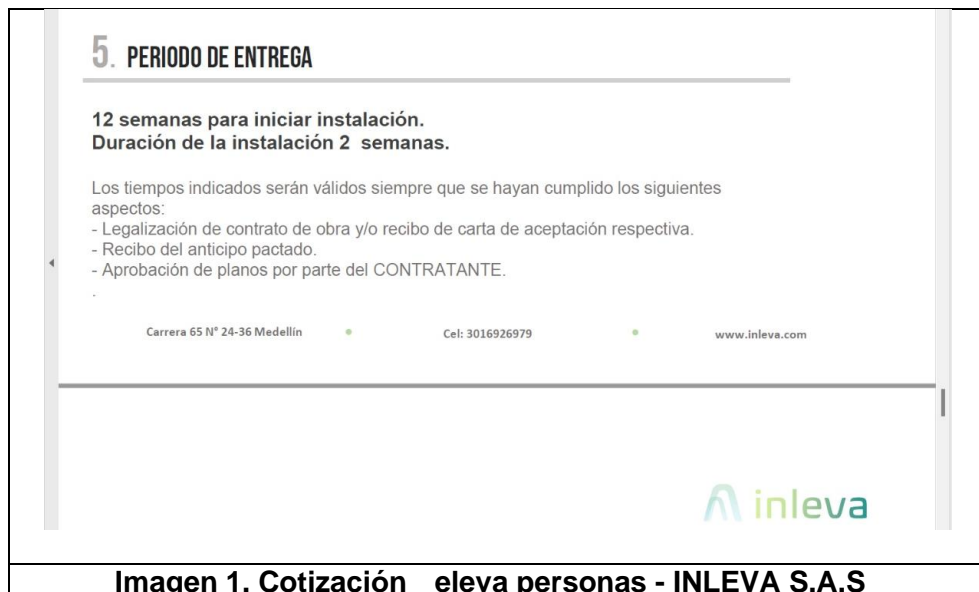 5. PERIODO DE ENTREGA
12 semanas para iniciar instalación.
Duración de la instalación 2 semanas.
Los tiempos indicados serán válidos siempre que se hayan cumplido los siguientes
aspectos:
- Legalización de contrato de obra y/o recibo de carta de aceptación respectiva.
- Recibo del anticipo pactado.
- Aprobación de planos por parte del CONTRATANTE.
.
Carrera 65 N° 24-36 Medellín • Cel: 3016926979 • www.inleva.com
inleva
Imagen 1. Cotización eleva personas - INLEVA S.A.S